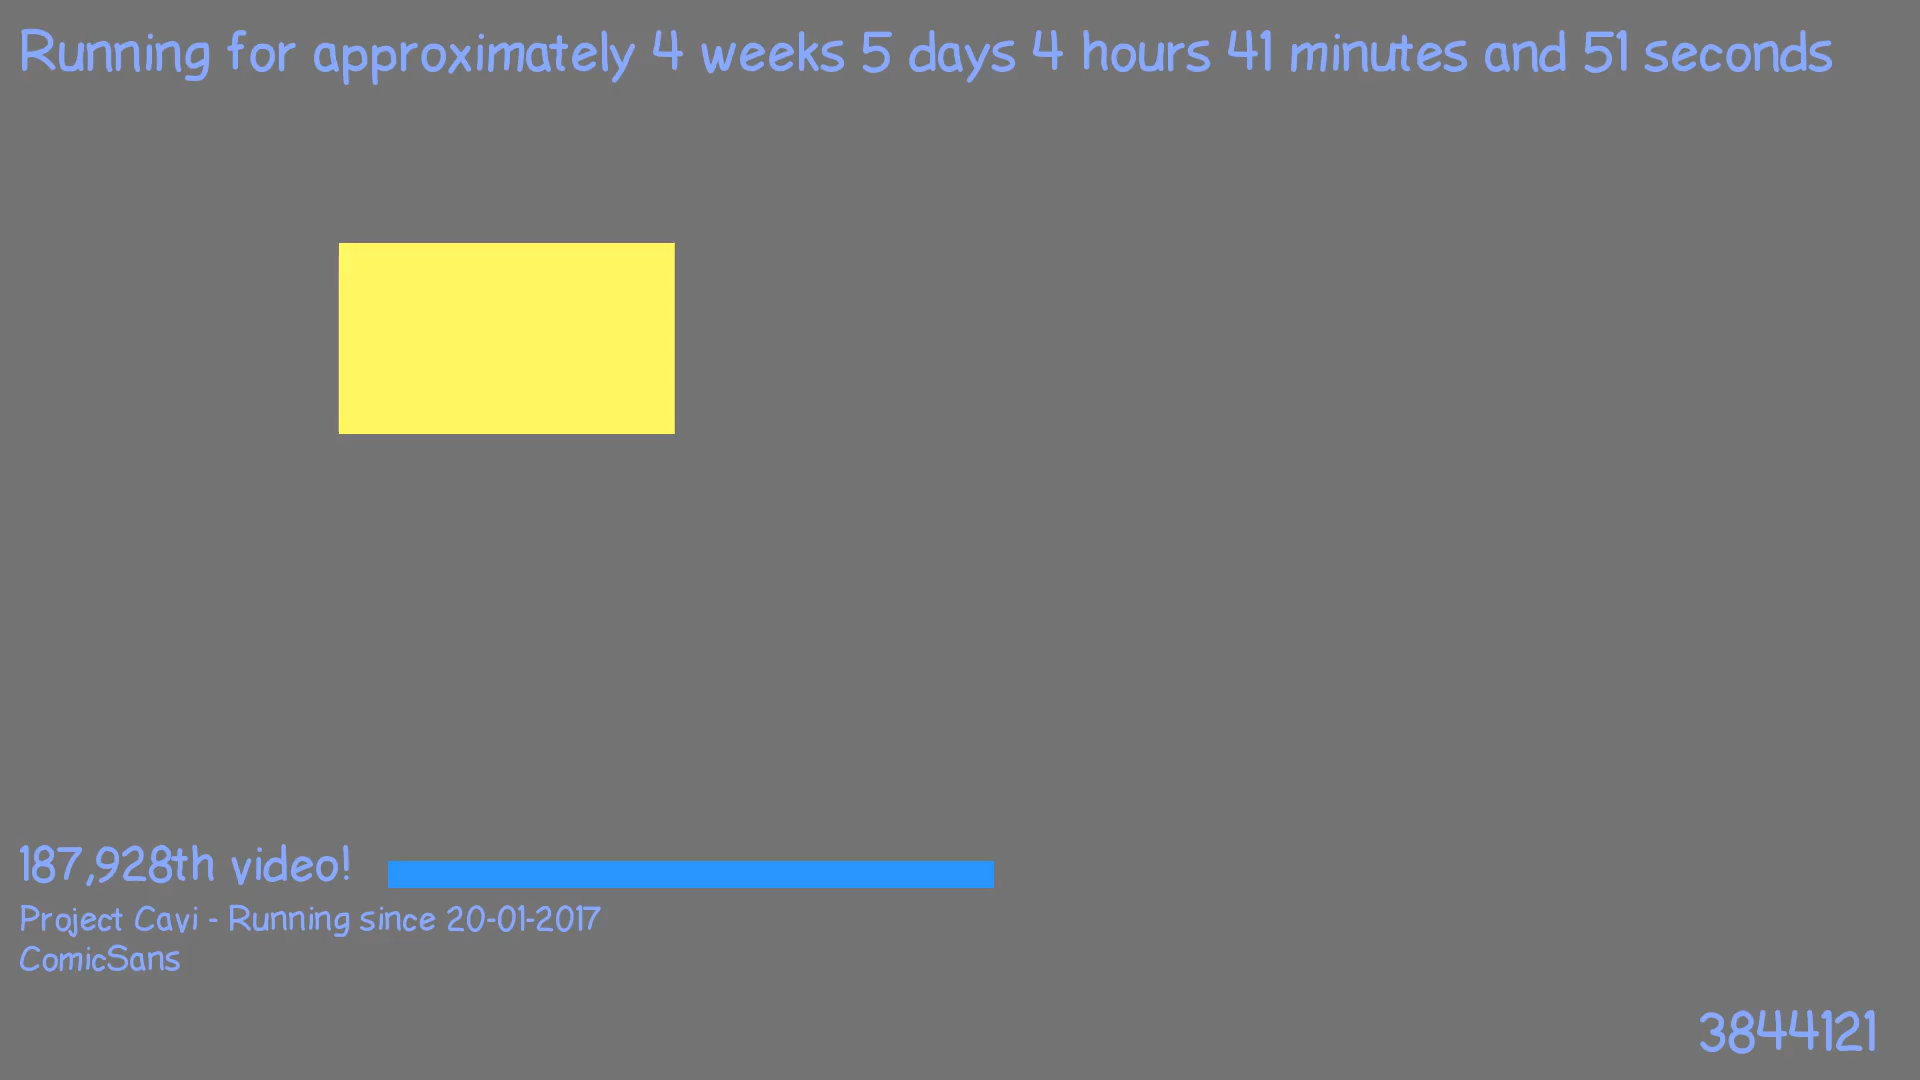 Running for approximately 4 weeks 5 days 4 hours 41 minutes and 51 seconds
187,928th video!
Project Cavi - Running since 20-01-2017
ComicSans
3844121